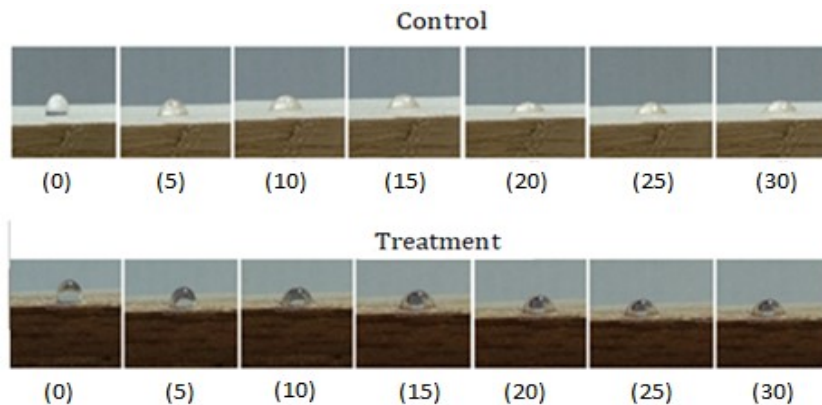 Control
(0) (5) (10) (15) (20) (25) (30)
Treatment
(0) (5) (10) (15) (20) (25) (30)